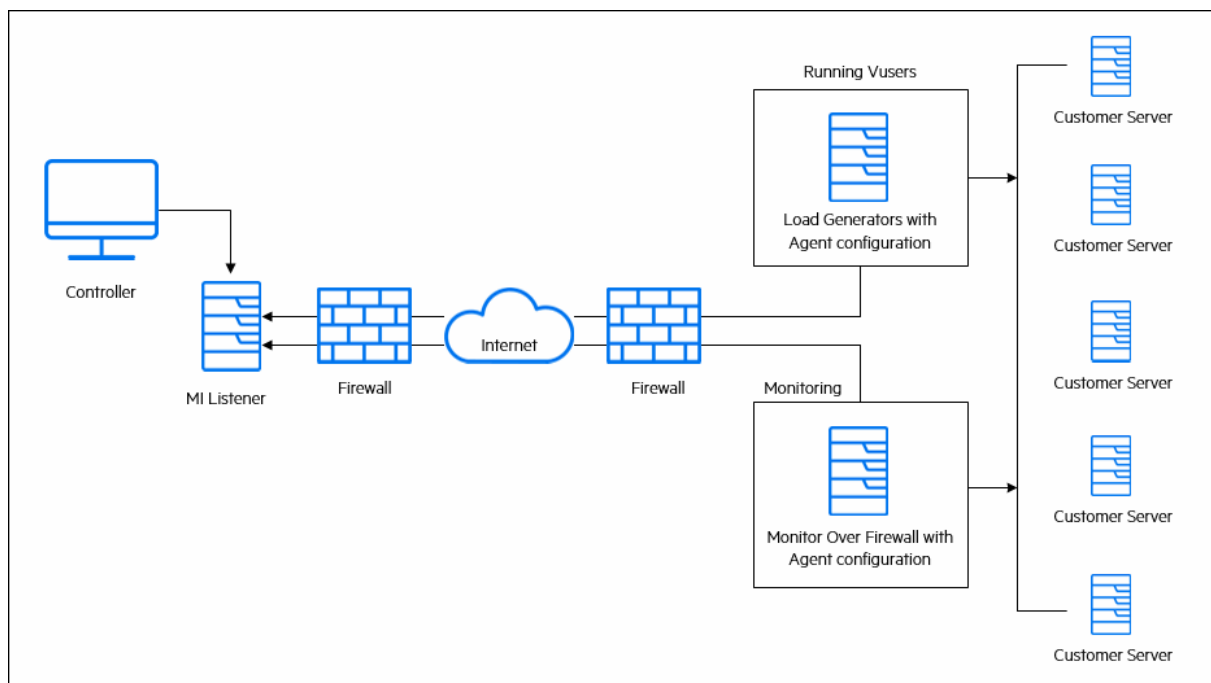 Running Vusers
Customer Server
Load Generators with
Agent configuration
Customer Server
Controller
Internet
MI Listener
Firewall
Firewall
Customer Server
Monitoring
Customer Server
Monitor Over Firewall with
Agent configuration
Customer Server